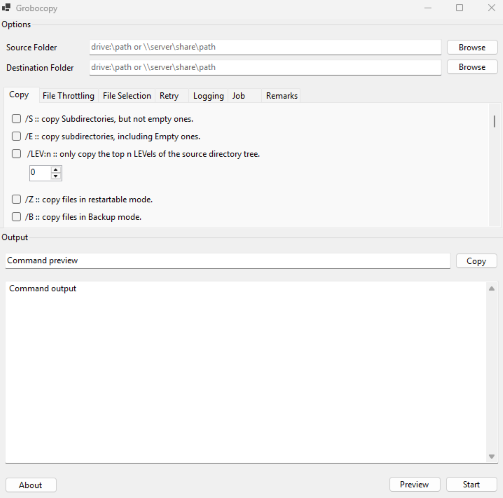 Grobocopy
Options
Source Folder drive:\path or \\server\share\path Browse
Destination Folder drive:\path or \\server\share\path Browse
Copy File Throttling File Selection Retry Logging Job Remarks
/S :: copy Subdirectories, but not empty ones.
/E :: copy subdirectories, including Empty ones.
/LEV:n :: only copy the top n LEVels of the source directory tree.
0
/Z :: copy files in restartable mode.
/B :: copy files in Backup mode.
Output
Command preview Copy
Command output
About Preview Start